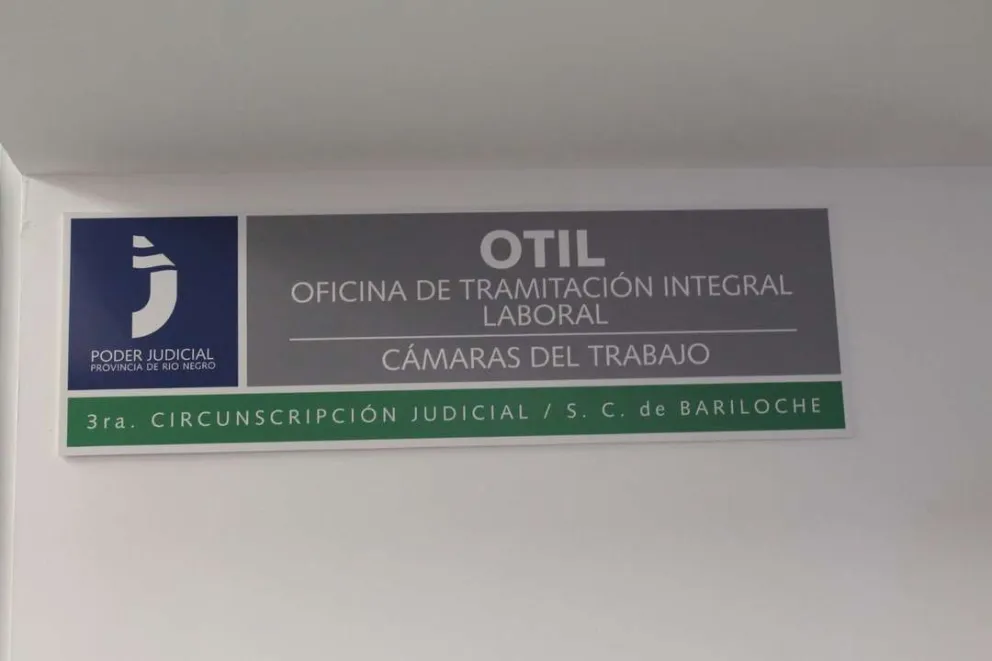 PODER JUDICIAL
PROVINCIA DE RIO NEGRO
OTIL
OFICINA DE TRAMITACIÓN INTEGRAL
LABORAL
CÁMARAS DEL TRABAJO
3ra. CIRCUNSCRIPCIÓN JUDICIAL / S. C. de BARILOCHE